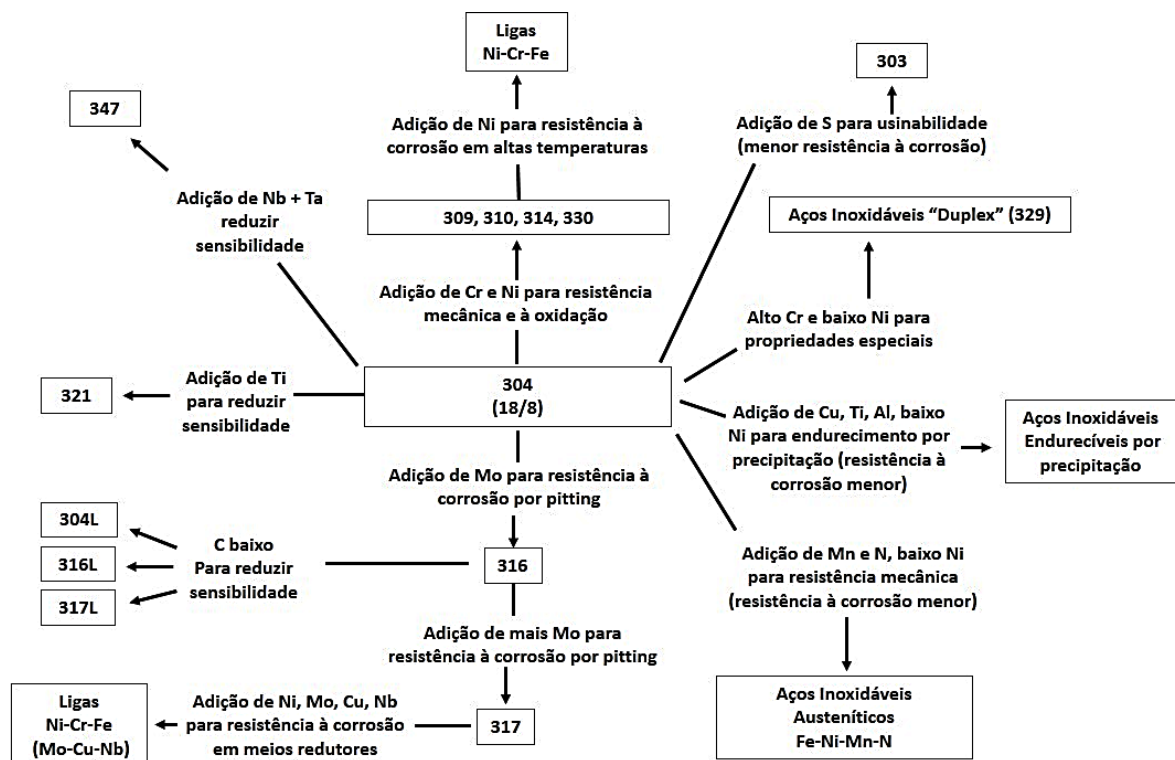 Ligas
Ni-Cr-Fe
303
347
Adição de Ni para resistência à
corrosão em altas temperaturas
Adição de S para usinabilidade
(menor resistência à corrosão)
Adição de Nb + Ta
reduzir
sensibilidade
309, 310, 314, 330
Aços Inoxidáveis “Duplex” (329)
Adição de Cr e Ni para resistência
mecânica e à oxidação
Alto Cr e baixo Ni para
propriedades especiais
321
Adição de Ti
para reduzir
sensibilidade
304
(18/8)
Adição de Cu, Ti, Al, baixo
Ni para endurecimento por
precipitação (resistência à
corrosão menor)
Aços Inoxidáveis
Endurecíveis por
precipitação
Adição de Mo para resistência à
corrosão por pitting
304L
316L
317L
C baixo
Para reduzir
sensibilidade
316
Adição de Mn e N, baixo Ni
para resistência mecânica
(resistência à corrosão menor)
Adição de mais Mo para
resistência à corrosão por pitting
Ligas
Ni-Cr-Fe
(Mo-Cu-Nb)
Adição de Ni, Mo, Cu, Nb
para resistência à corrosão
em meios redutores
317
Aços Inoxidáveis
Austeníticos
Fe-Ni-Mn-N